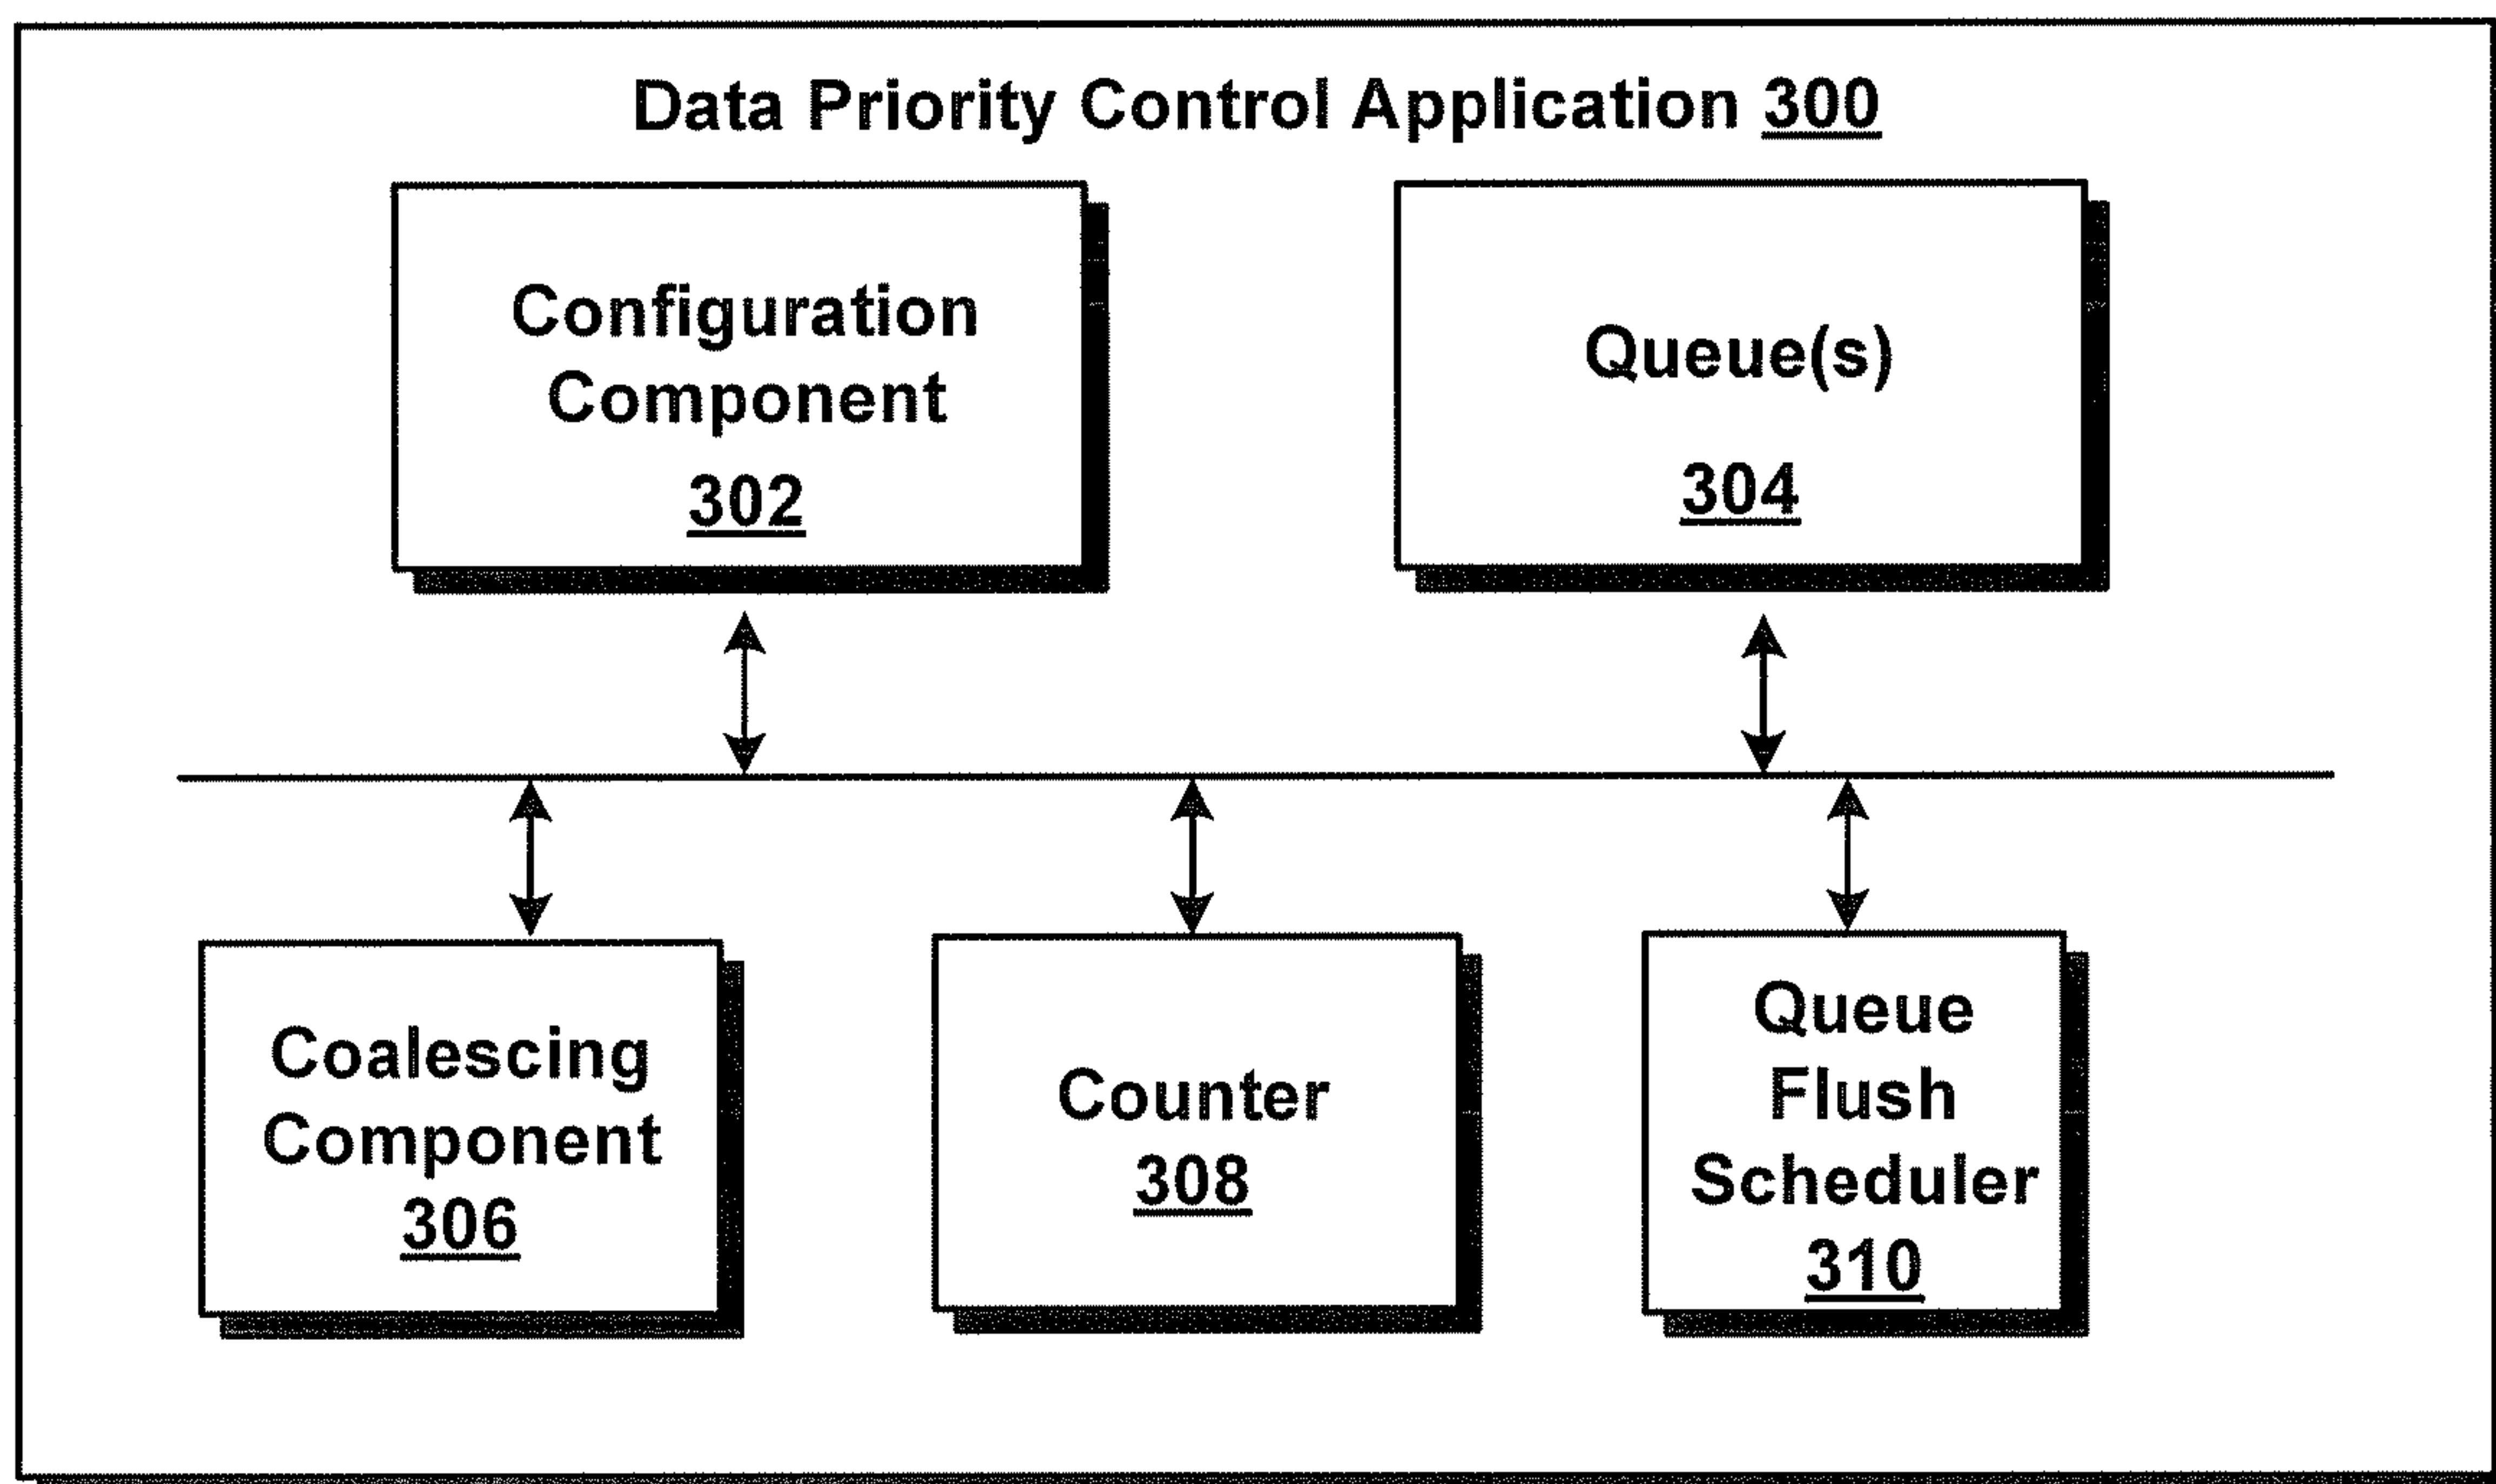 Data Priority Control Application 300
Configuration
Component
302
Queue(s)
304
Coalescing
Component
306
Counter
308
Queue
Flush
Scheduler
310